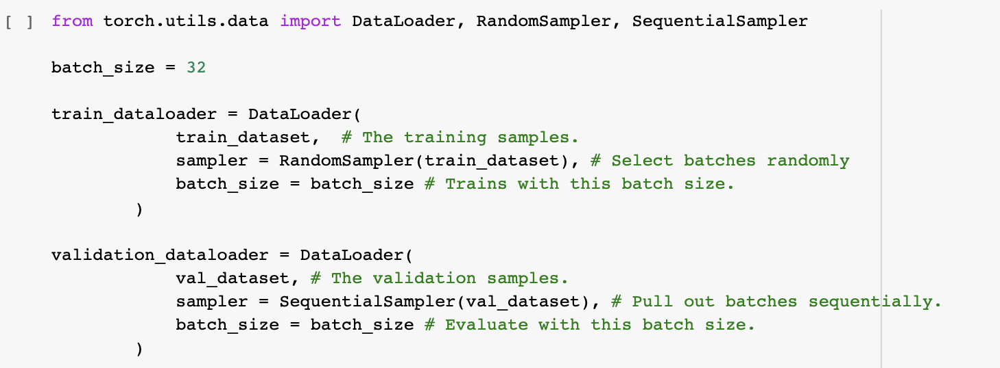 [ ] from torch.utils.data import DataLoader, RandomSampler, SequentialSampler
batch_size = 32
train_dataloader = DataLoader(
train_dataset,  # The training samples.
sampler = RandomSampler(train_dataset), # Select batches randomly
batch_size = batch_size # Trains with this batch size.
)
validation_dataloader = DataLoader(
val_dataset, # The validation samples.
sampler = SequentialSampler(val_dataset), # Pull out batches sequentially.
batch_size = batch_size # Evaluate with this batch size.
)